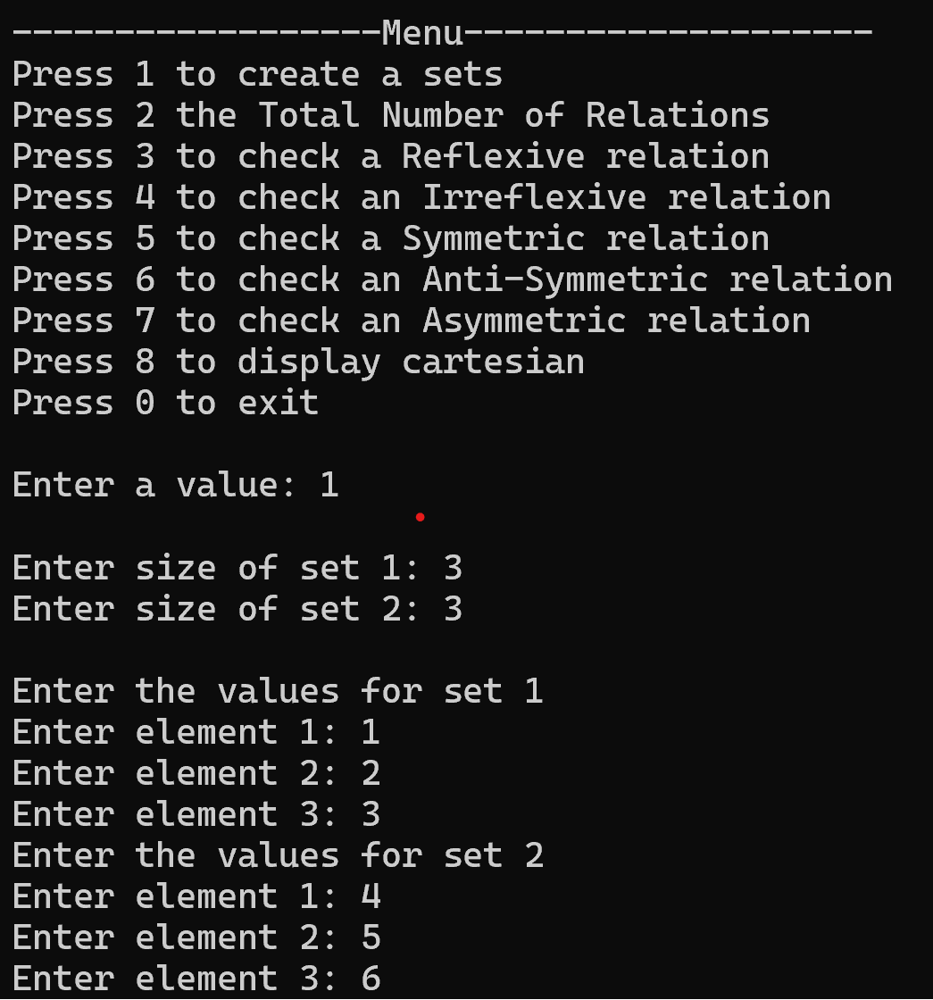 ------------------Menu--------------------
Press 1 to create a sets
Press 2 the Total Number of Relations
Press 3 to check a Reflexive relation
Press 4 to check an Irreflexive relation
Press 5 to check a Symmetric relation
Press 6 to check an Anti-Symmetric relation
Press 7 to check an Asymmetric relation
Press 8 to display cartesian
Press 0 to exit
Enter a value: 1
Enter size of set 1: 3
Enter size of set 2: 3
Enter the values for set 1
Enter element 1: 1
Enter element 2: 2
Enter element 3: 3
Enter the values for set 2
Enter element 1: 4
Enter element 2: 5
Enter element 3: 6